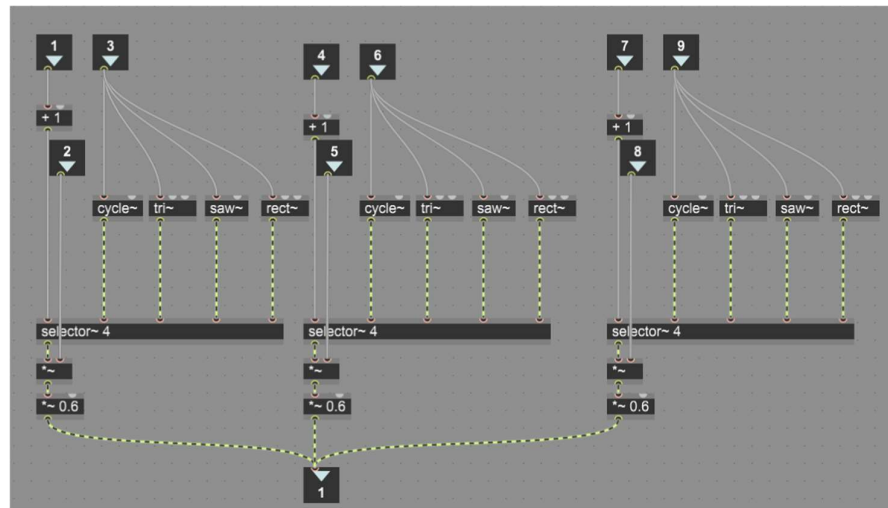 1 3
+ 1
2
cycle~ tri~ saw~ rect~
selector~ 4
*~
*~ 0.6
4 6
+ 1
5
cycle~ tri~ saw~ rect~
selector~ 4
*~
*~ 0.6
7 9
+ 1
8
cycle~ tri~ saw~ rect~
selector~ 4
*~
*~ 0.6
1